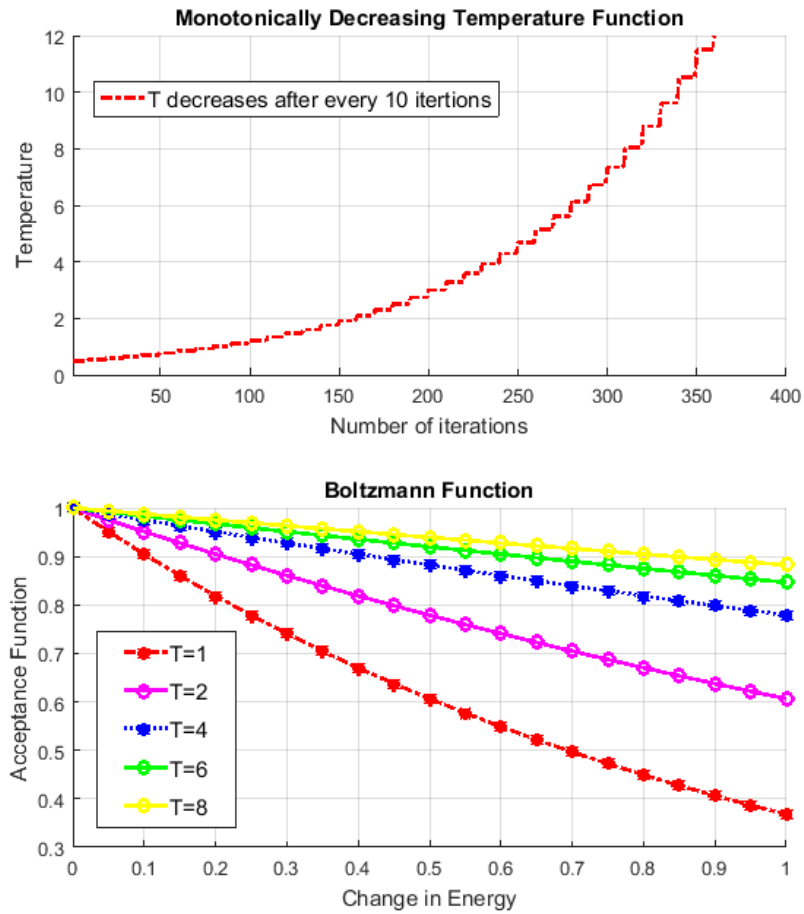 Monotonically Decreasing Temperature Function
12
10
8
6
4
2
0
Temperature
T decreases after every 10 itertions
50 100 150 200 250 300 350 400
Number of iterations
Boltzmann Function
1
0.9
0.8
0.7
0.6
0.5
0.4
0.3
Acceptance Function
T=1
T=2
T=4
T=6
T=8
0 0.1 0.2 0.3 0.4 0.5 0.6 0.7 0.8 0.9 1
Change in Energy